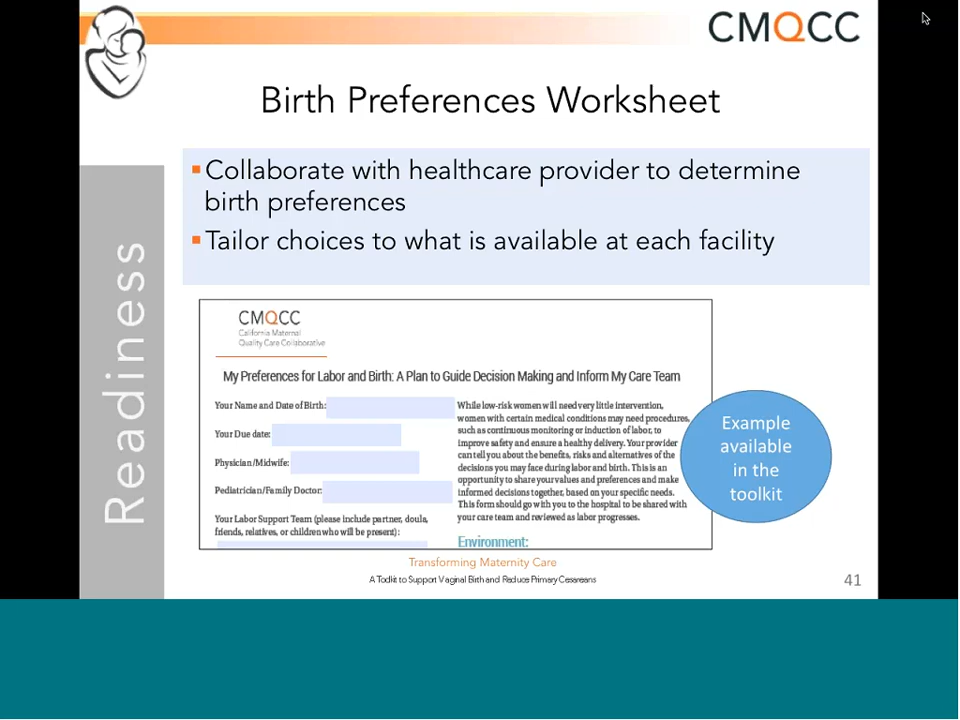 CMQCC
Birth Preferences Worksheet
Collaborate with healthcare provider to determine
birth preferences
Tailor choices to what is available at each facility
Readiness
CMQCC
California Maternal
Quality Care Collaborative
My Preferences for Labor and Birth: A Plan to Guide Decision Making and Inform My Care Team
Your Name and Date of Birth:
Your Due date:
Physician/Midwife:
Pediatrician/Family Doctor:
Your Labor Support Team (please include partner, doula,
friends, relatives, or children who will be present):
While low-risk women will need very little intervention,
women with certain medical conditions may need procedures,
such as continuous monitoring or induction of labor, to
improve safety and ensure a healthy delivery. Your provider
can tell you about the benefits, risks and alternatives of the
decisions you may face during labor and birth. This is an
opportunity to share your values and preferences and make
informed decisions together, based on your specific needs.
This form should go with you to the hospital to be shared with
your care team and reviewed as labor progresses.
Environment:
Example
available
in the
toolkit
Transforming Maternity Care
A Toolkit to Support Vaginal Birth and Reduce Primary Cesareans
41